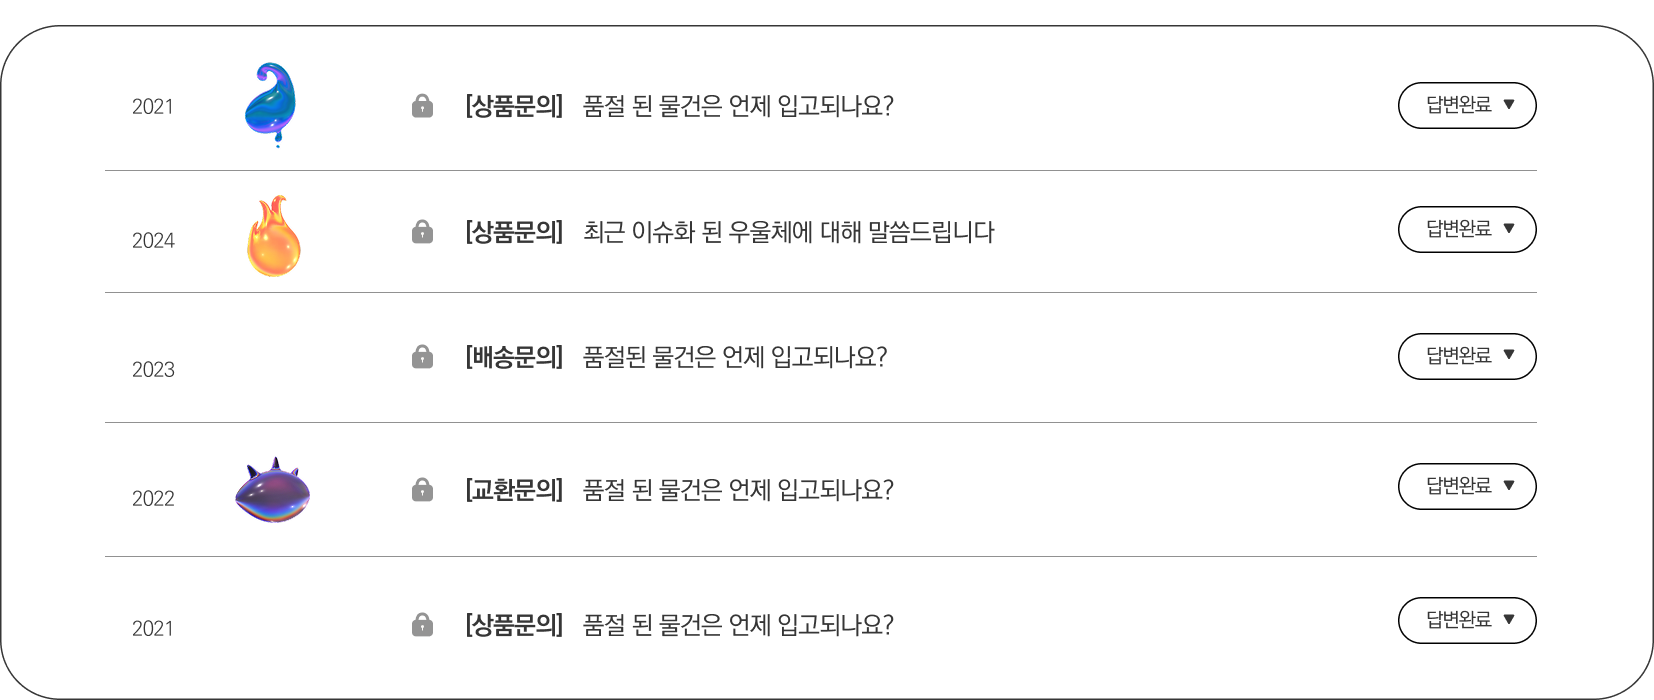 2021 [상품문의] 품절 된 물건은 언제 입고되나요? 답변완료 ▼
2024 [상품문의] 최근 이슈화 된 우울체에 대해 말씀드립니다 답변완료 ▼
2023 [배송문의] 품절된 물건은 언제 입고되나요? 답변완료 ▼
2022 [교환문의] 품절 된 물건은 언제 입고되나요? 답변완료 ▼
2021 [상품문의] 품절 된 물건은 언제 입고되나요? 답변완료 ▼